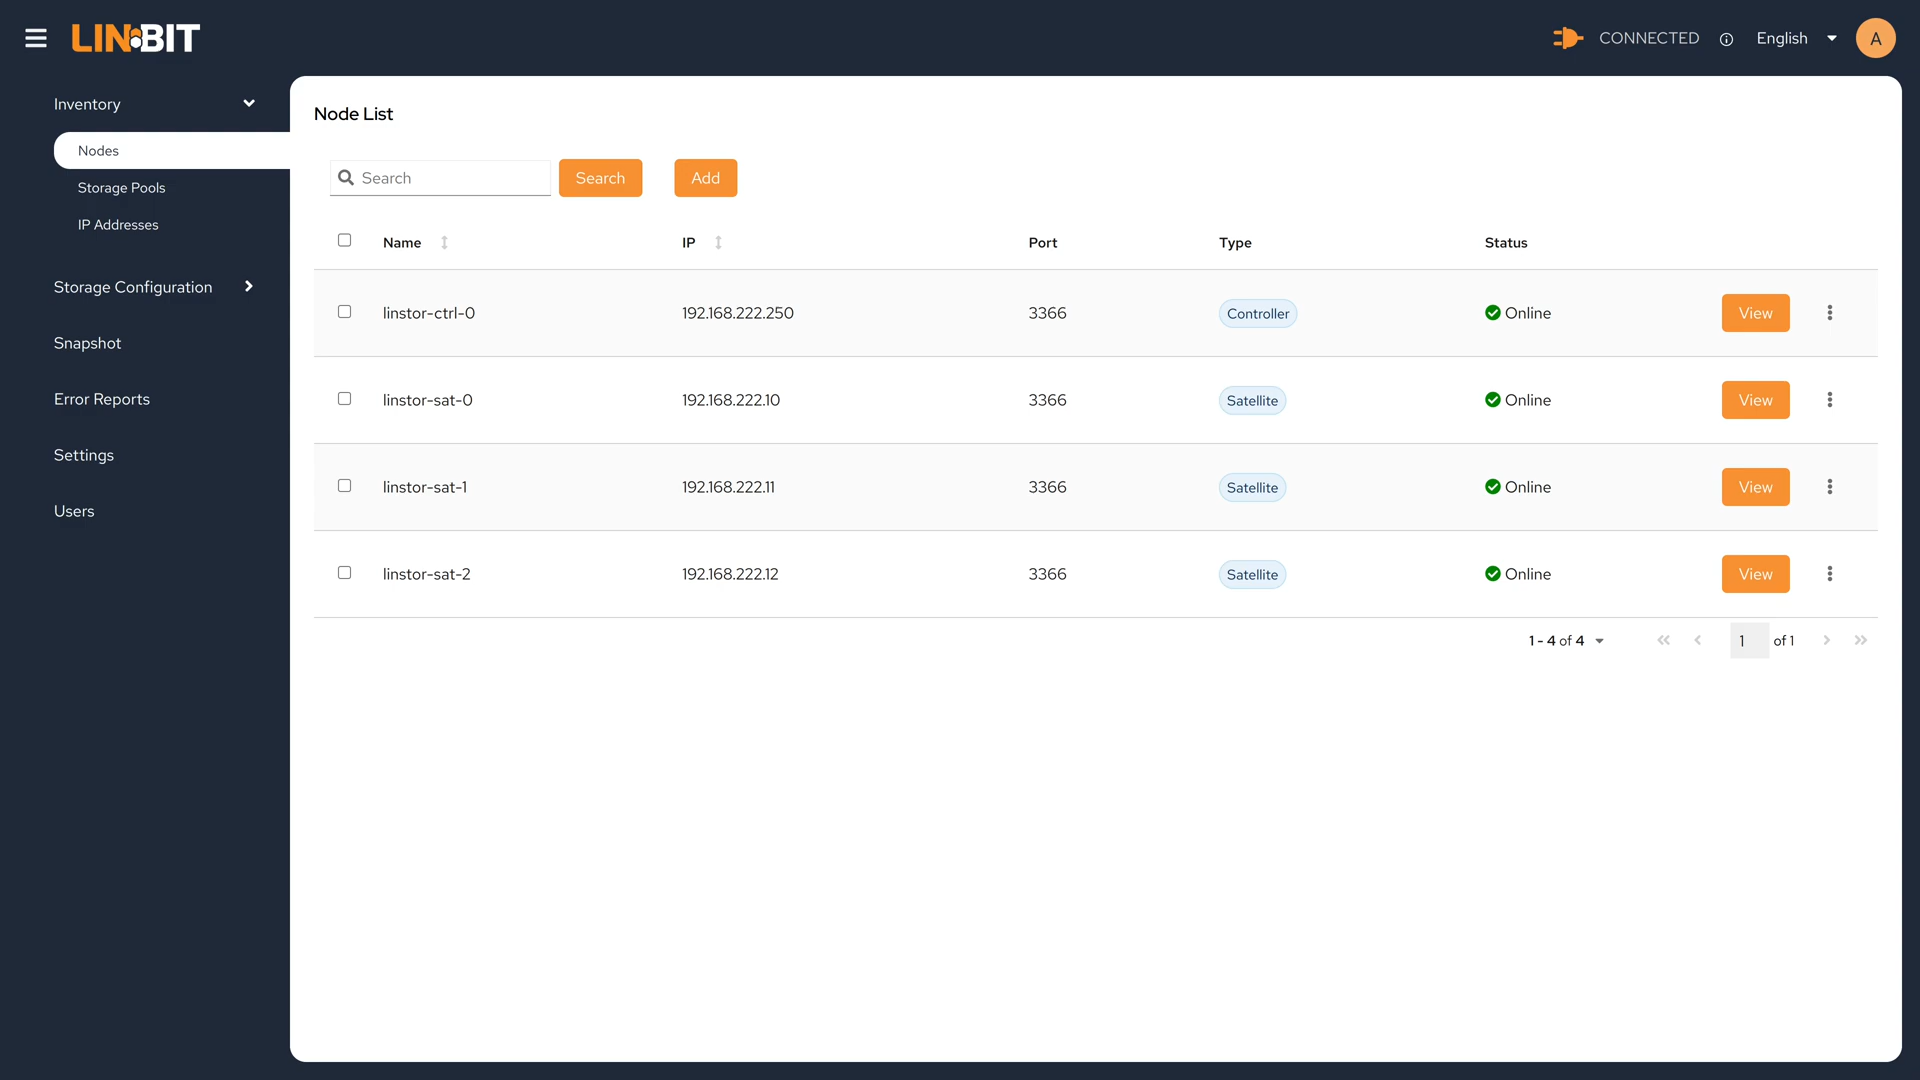 LINBIT
CONNECTED
English
A
Inventory
Nodes
Storage Pools
IP Addresses
Storage Configuration
Snapshot
Error Reports
Settings
Users
Node List
Search Search Add
Name IP Port Type Status
linstor-ctrl-0 192.168.222.250 3366 Controller Online View
linstor-sat-0 192.168.222.10 3366 Satellite Online View
linstor-sat-1 192.168.222.11 3366 Satellite Online View
linstor-sat-2 192.168.222.12 3366 Satellite Online View
1 - 4 of 4 1 of 1